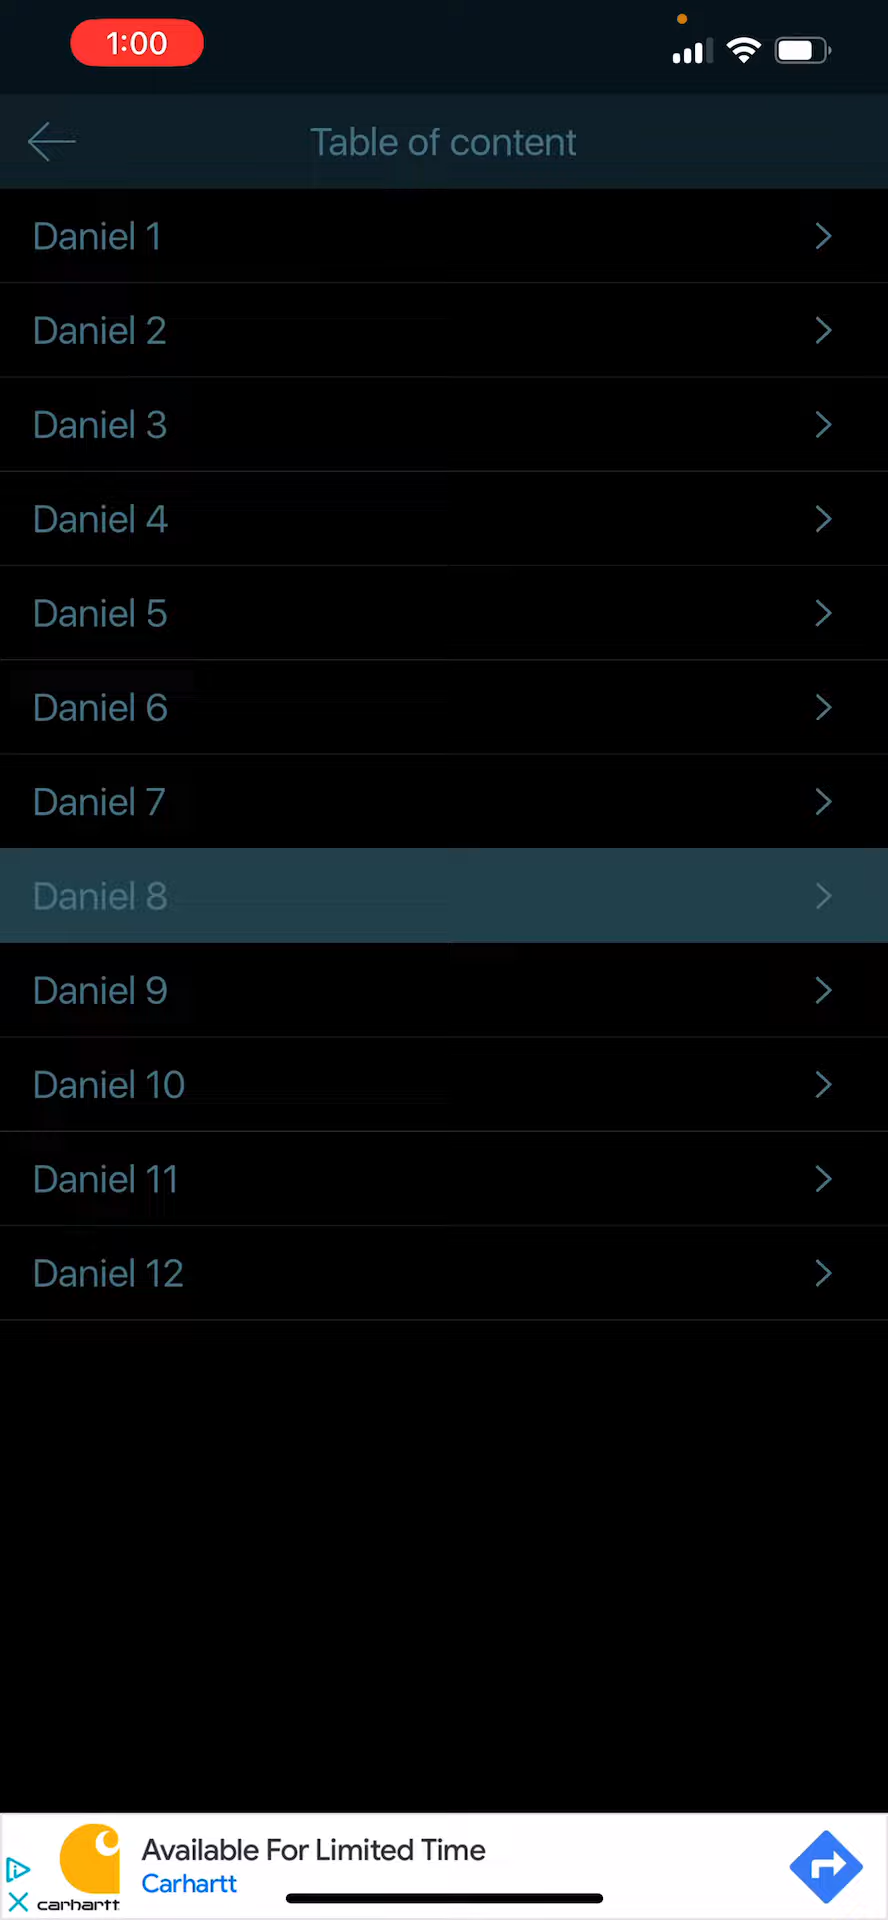 1:00
Table of content
Daniel 1
Daniel 2
Daniel 3
Daniel 4
Daniel 5
Daniel 6
Daniel 7
Daniel 8
Daniel 9
Daniel 10
Daniel 11
Daniel 12
Available For Limited Time
Carhartt
carhartt